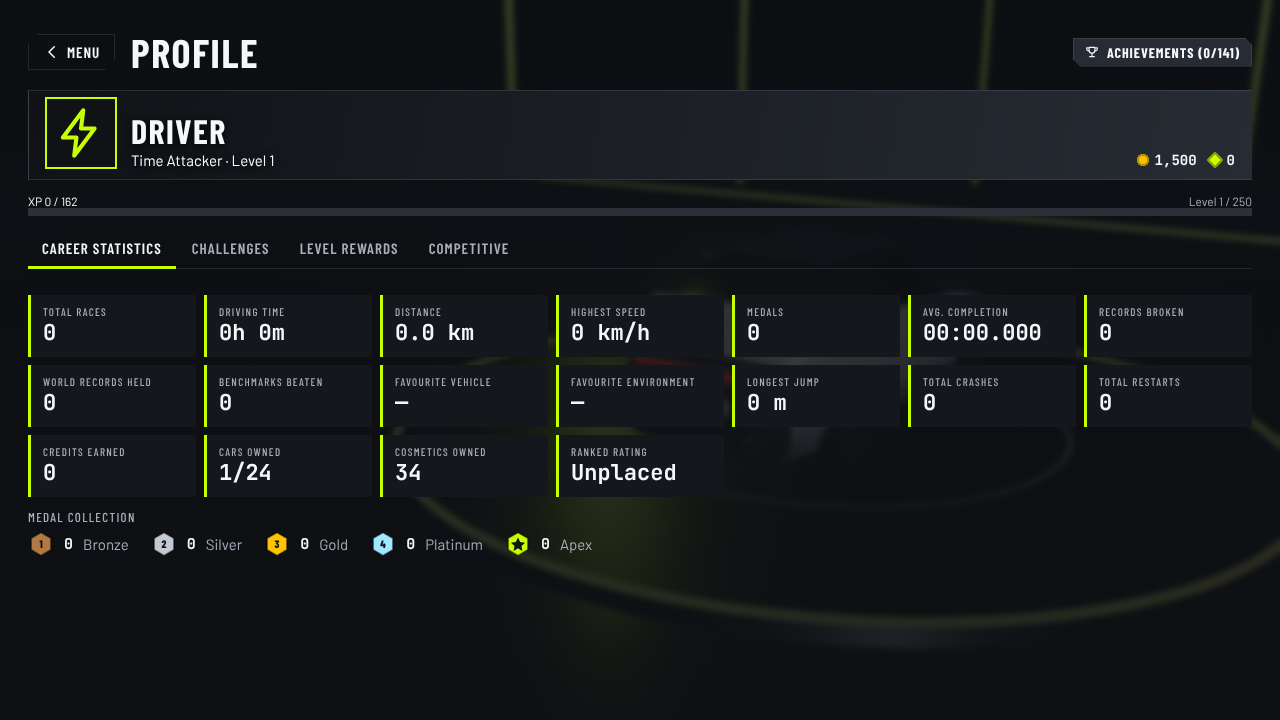 MENU
PROFILE
ACHIEVEMENTS (0/141)
DRIVER
Time Attacker · Level 1
1,500
0
XP 0 / 162
Level 1 / 250
CAREER STATISTICS
CHALLENGES
LEVEL REWARDS
COMPETITIVE
TOTAL RACES
0
DRIVING TIME
0h 0m
DISTANCE
0.0 km
HIGHEST SPEED
0 km/h
MEDALS
0
AVG. COMPLETION
00:00.000
RECORDS BROKEN
0
WORLD RECORDS HELD
0
BENCHMARKS BEATEN
0
FAVOURITE VEHICLE
—
FAVOURITE ENVIRONMENT
—
LONGEST JUMP
0 m
TOTAL CRASHES
0
TOTAL RESTARTS
0
CREDITS EARNED
0
CARS OWNED
1/24
COSMETICS OWNED
34
RANKED RATING
Unplaced
MEDAL COLLECTION
1 0 Bronze
2 0 Silver
3 0 Gold
4 0 Platinum
0 Apex